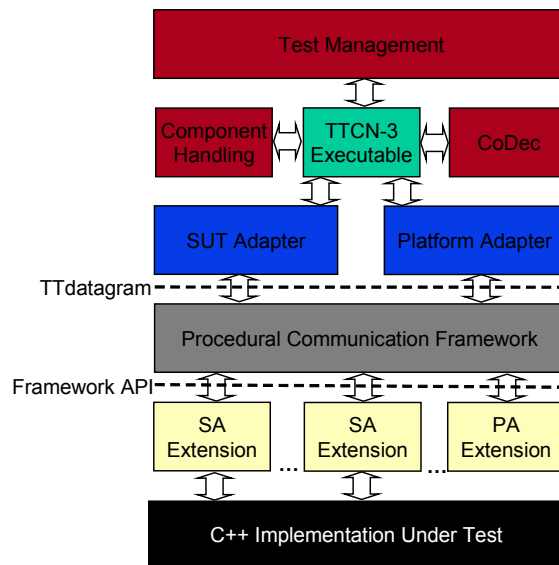 Test Management
Component
Handling
TTCN-3
Executable
CoDec
SUT Adapter
Platform Adapter
TTdatagram
Procedural Communication Framework
Framework API
SA
Extension
SA
Extension
PA
Extension
...
...
C++ Implementation Under Test